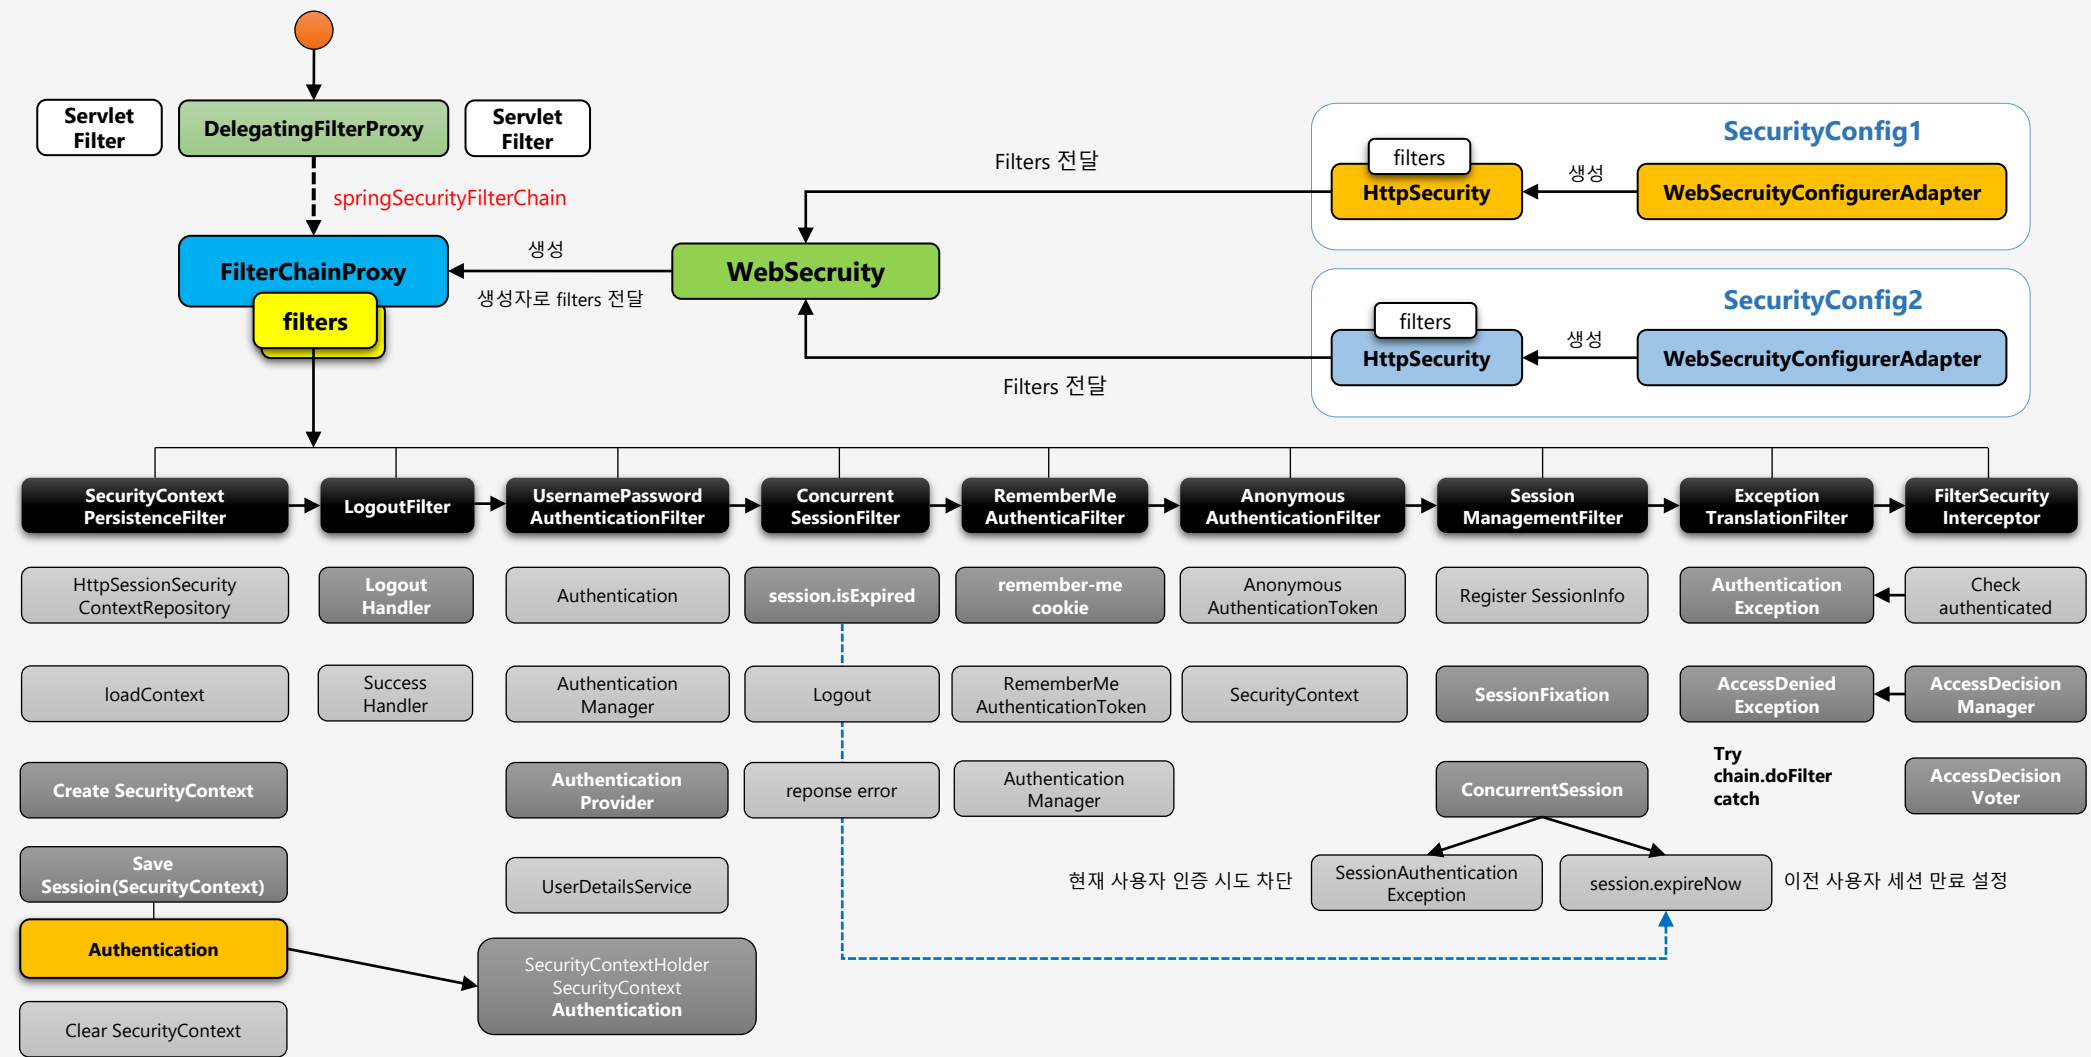 Servlet
Filter
DelegatingFilterProxy
Servlet
Filter
springSecurityFilterChain
FilterChainProxy
filters
생성
생성자로 filters 전달
WebSecruity
Filters 전달
Filters 전달
SecurityConfig1
filters
HttpSecurity
생성
WebSecruityConfigurerAdapter
SecurityConfig2
filters
HttpSecurity
생성
WebSecruityConfigurerAdapter
SecurityContext
PersistenceFilter
LogoutFilter
UsernamePassword
AuthenticationFilter
Concurrent
SessionFilter
RememberMe
AuthenticaFilter
Anonymous
AuthenticationFilter
Session
ManagementFilter
Exception
TranslationFilter
FilterSecurity
Interceptor
HttpSessionSecurity
ContextRepository
Logout
Handler
Authentication
session.isExpired
remember-me
cookie
Anonymous
AuthenticationToken
Register SessionInfo
Authentication
Exception
Check
authenticated
loadContext
Success
Handler
Authentication
Manager
Logout
RememberMe
AuthenticationToken
SecurityContext
SessionFixation
AccessDenied
Exception
AccessDecision
Manager
Create SecurityContext
Authentication
Provider
reponse error
Authentication
Manager
ConcurrentSession
Try
chain.doFilter
catch
AccessDecision
Voter
Save
Sessioin(SecurityContext)
UserDetailsService
현재 사용자 인증 시도 차단
SessionAuthentication
Exception
session.expireNow
이전 사용자 세션 만료 설정
Authentication
SecurityContextHolder
SecurityContext
Authentication
Clear SecurityContext